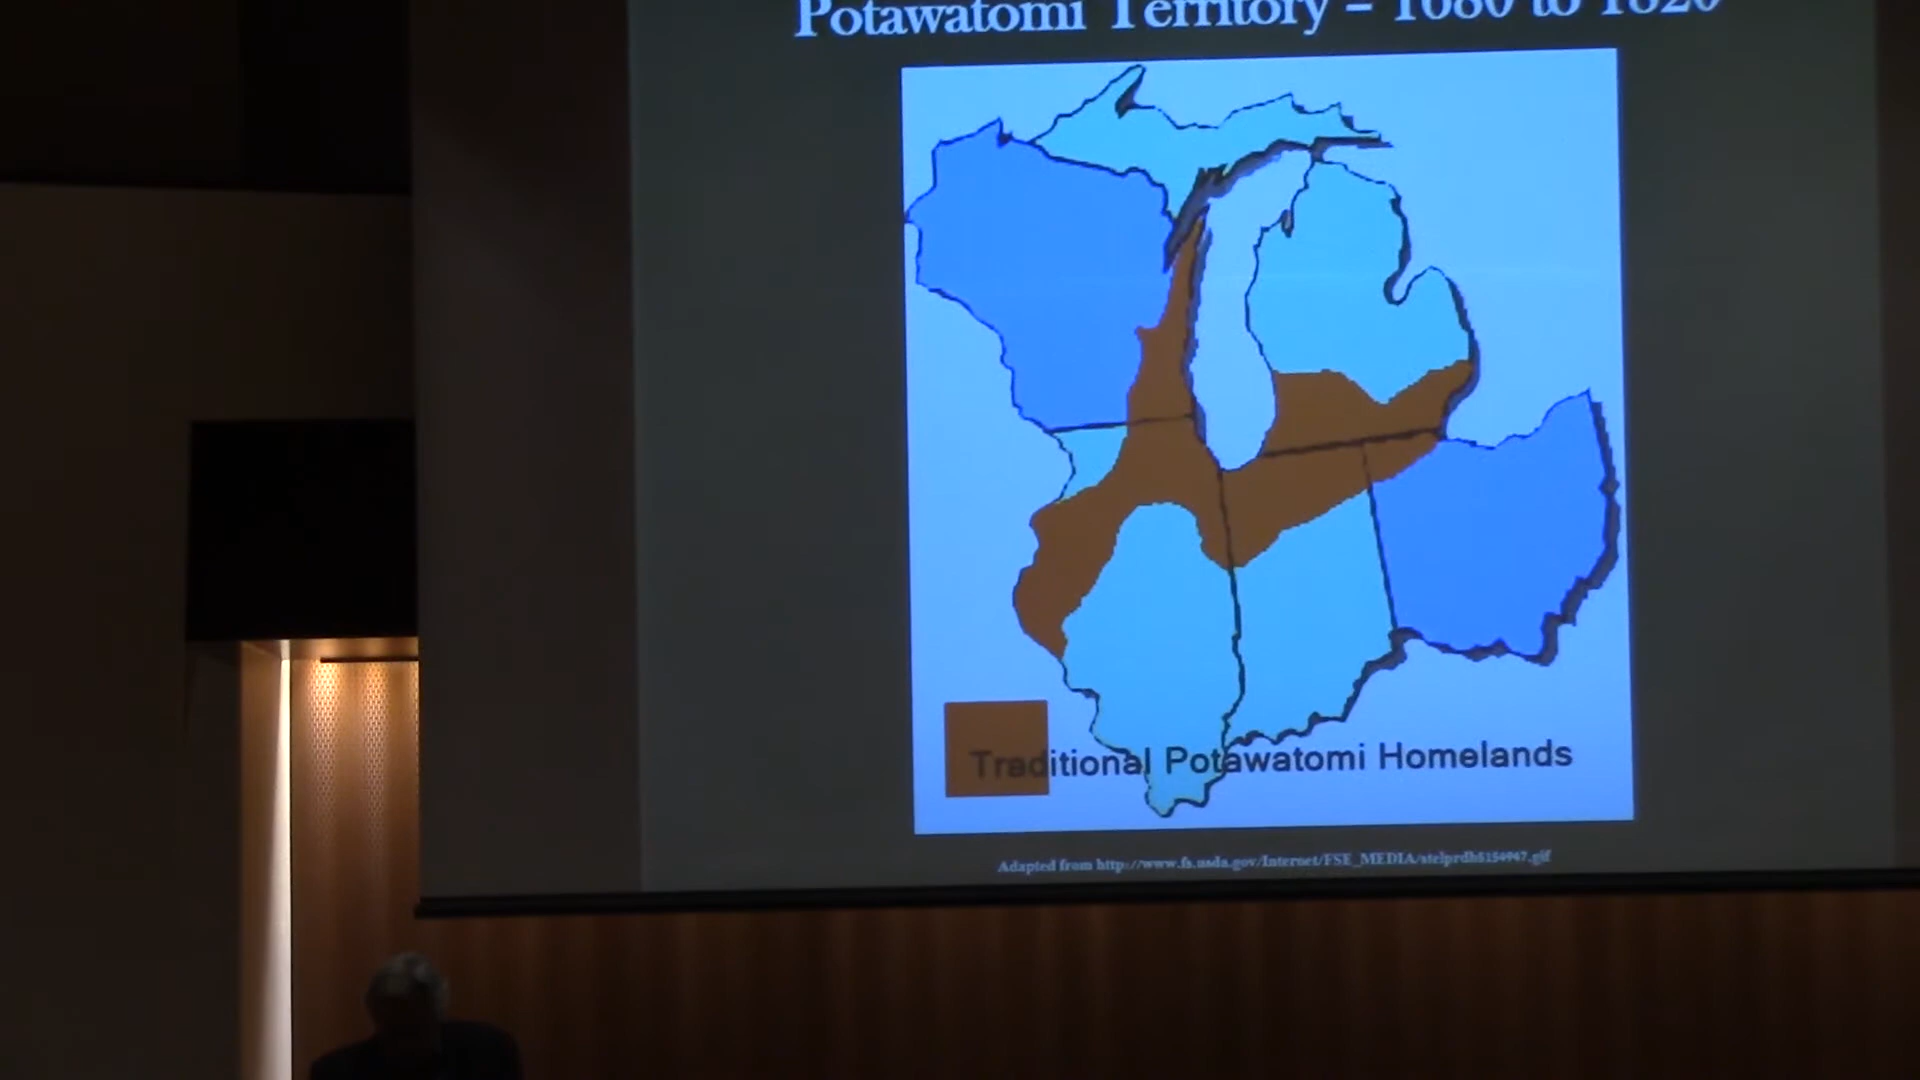 Potawatomi Territory – 1680 to 1820
Traditional Potawatomi Homelands
Adapted from http://www.fs.usda.gov/Internet/FSE_MEDIA/stelprdb5154947.gif